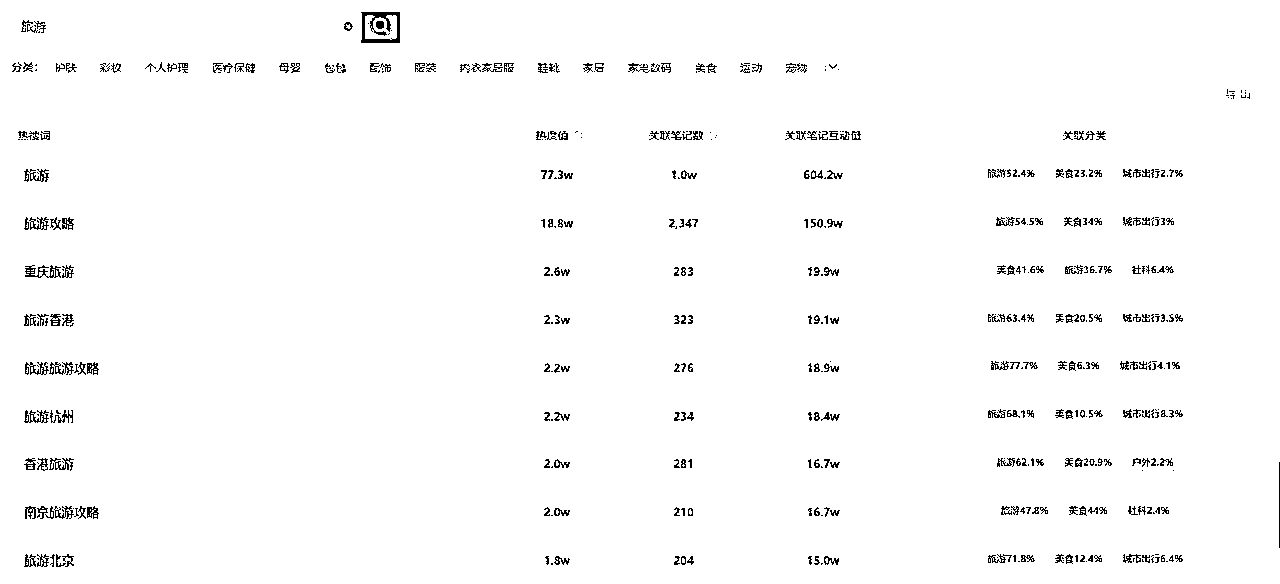 旅游
分类： 护肤 彩妆 个人护理 医疗保健 母婴 包包 配饰 服装 内衣家居服 鞋靴 家居 家电数码 美食 运动 宠物
导出
热搜词 热度值 关联笔记数 关联笔记互动量 关联分类
旅游 77.3w 1.0w 604.2w 旅游52.4% 美食23.2% 城市出行2.7%
旅游攻略 18.8w 2,347 150.9w 旅游54.5% 美食34% 城市出行3%
重庆旅游 2.6w 283 19.9w 美食41.6% 旅游36.7% 社科6.4%
旅游香港 2.3w 323 19.1w 旅游63.4% 美食20.5% 城市出行3.5%
旅游旅游攻略 2.2w 276 18.9w 旅游77.7% 美食6.3% 城市出行4.1%
旅游杭州 2.2w 234 18.4w 旅游68.1% 美食10.5% 城市出行8.3%
香港旅游 2.0w 281 16.7w 旅游62.1% 美食20.9% 户外2.2%
南京旅游攻略 2.0w 210 16.7w 旅游47.8% 美食44% 社科2.4%
旅游北京 1.8w 204 15.0w 旅游71.8% 美食12.4% 城市出行6.4%